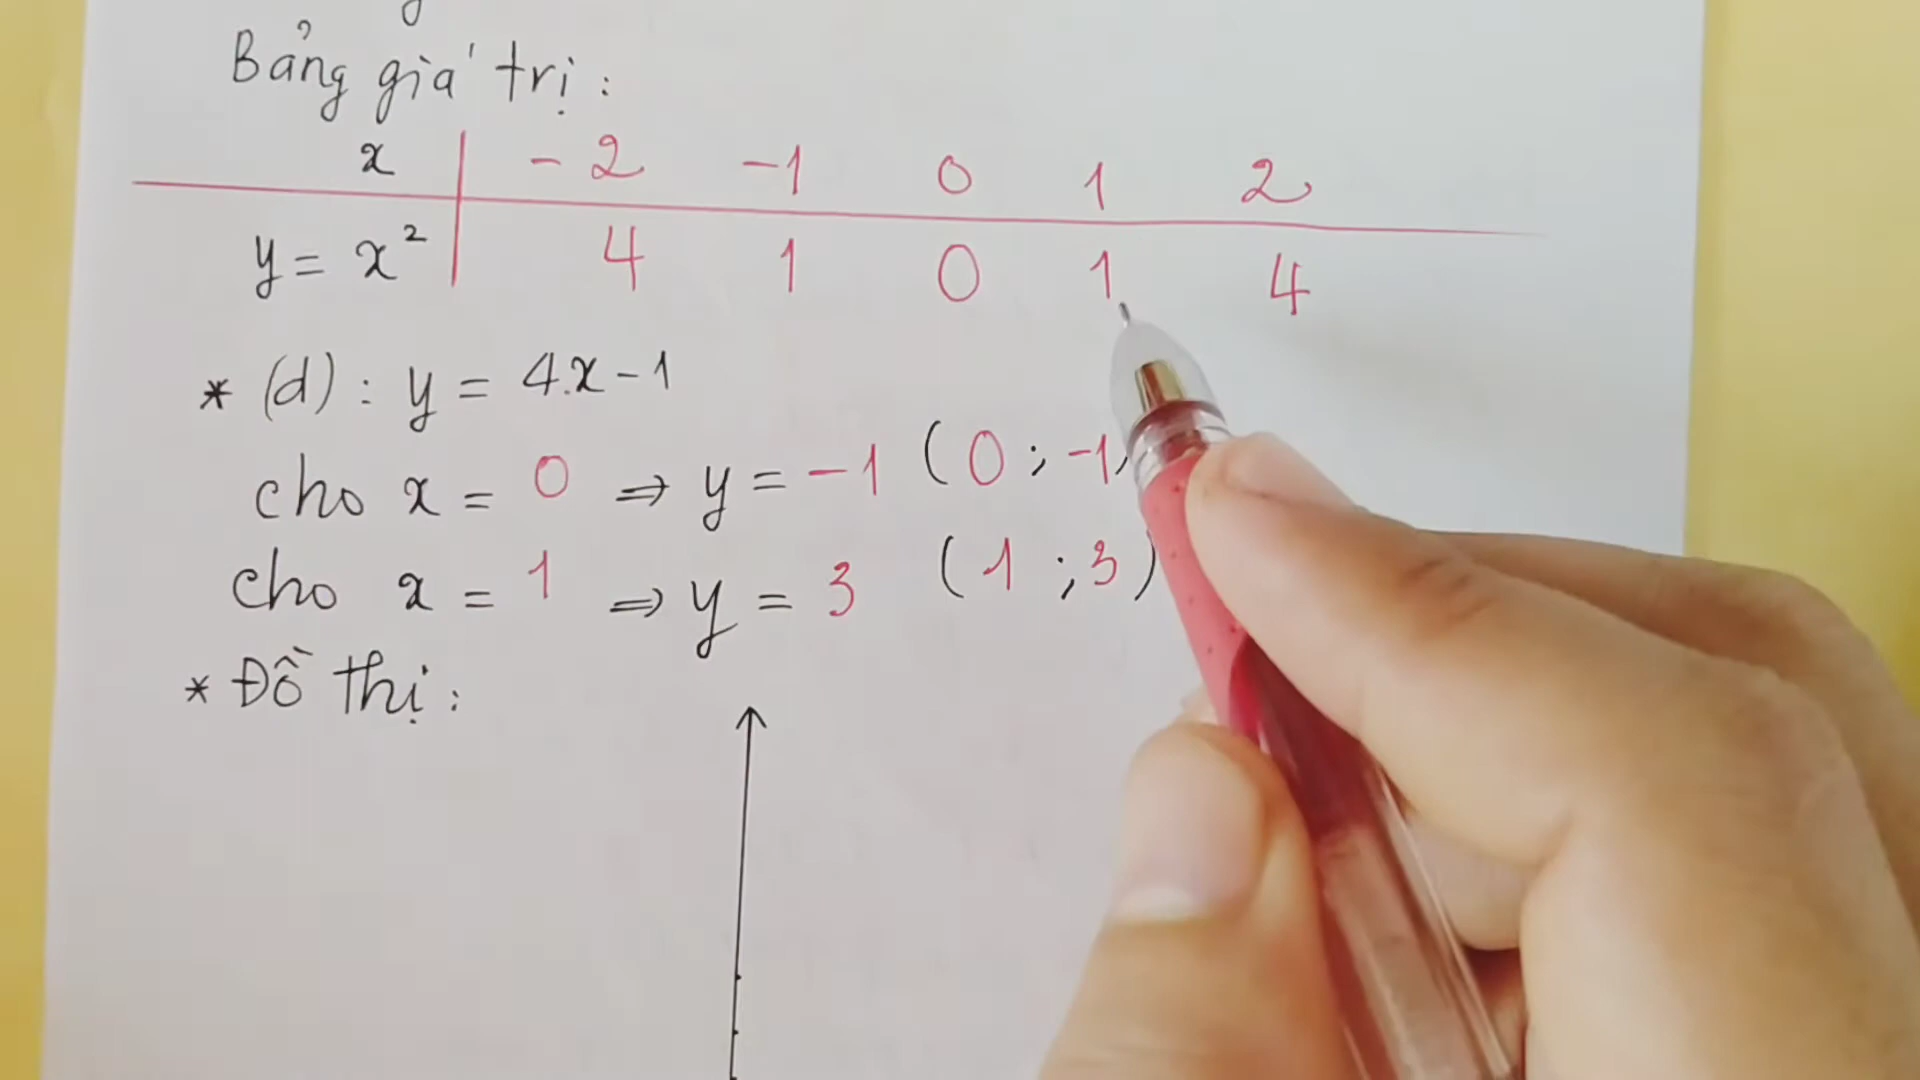 Bảng giá trị:
x -2 -1 0 1 2
y = x² 4 1 0 1 4
* (d): y = 4.x-1
cho x = 0 ⇒ y = -1 (0; -1)
cho x = 1 ⇒ y = 3 (1;3)
* Đồ thị: